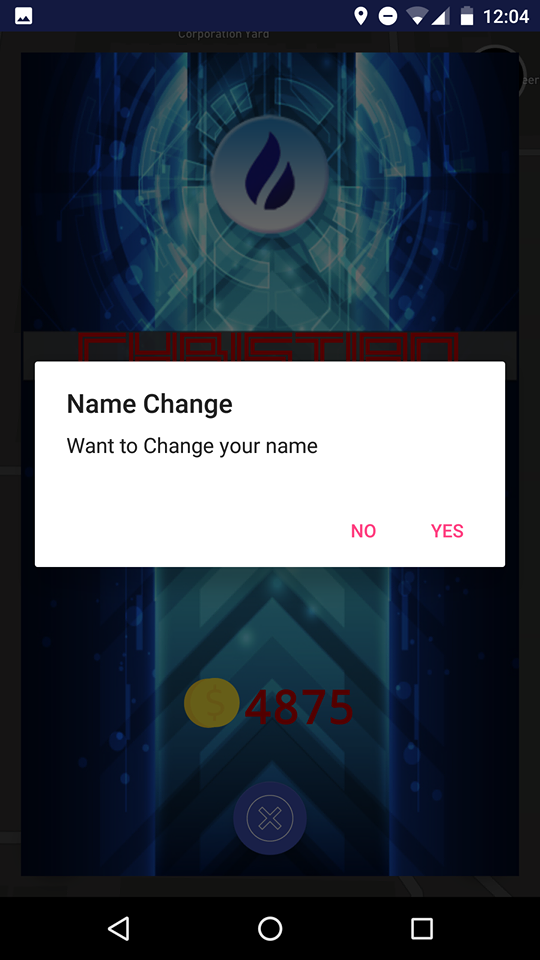 12:04
Corporation Yard
Name Change
Want to Change your name
NO YES
$ 4875